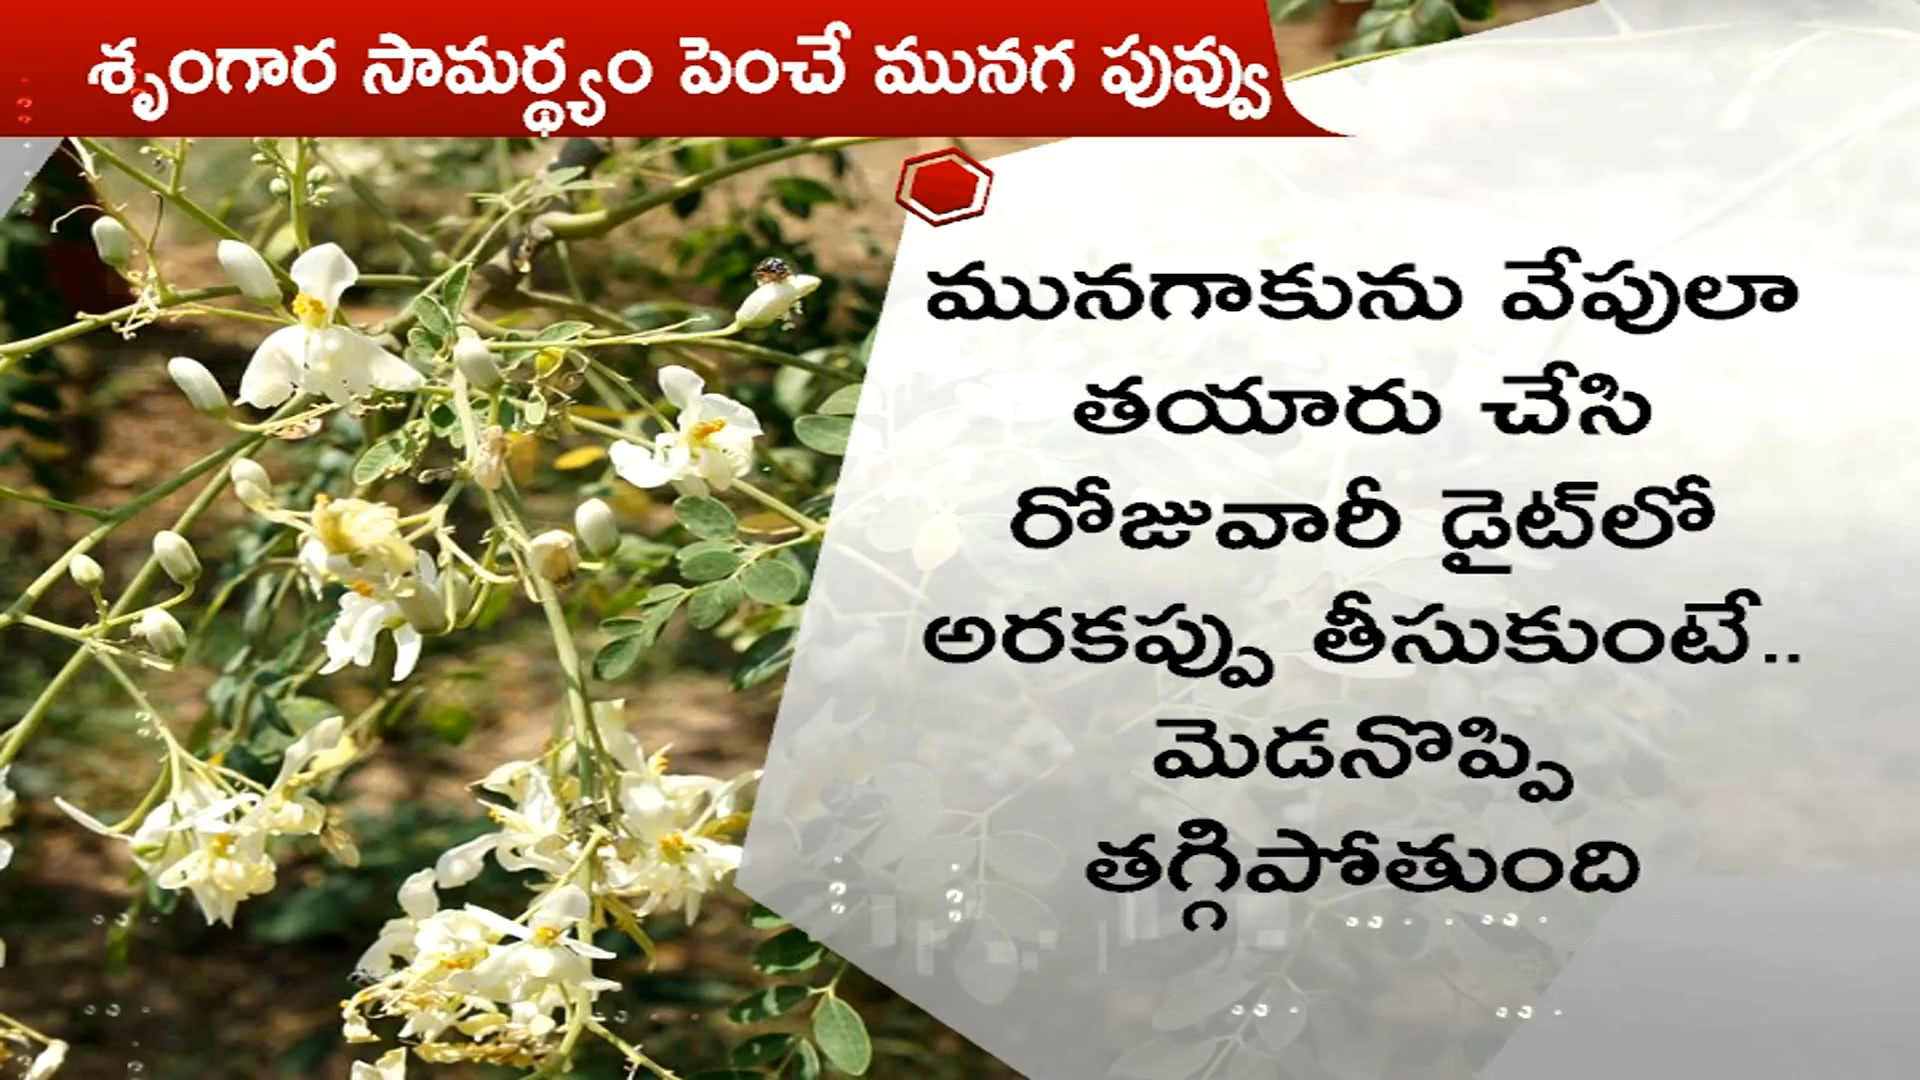 శృంగార సామర్థ్యం పెంచే మునగ పువ్వు
మునగాకును వేపులా
తయారు చేసి
రోజువారీ డైట్‌లో
అరకప్పు తీసుకుంటే..
మెడనొప్పి
తగ్గిపోతుంది